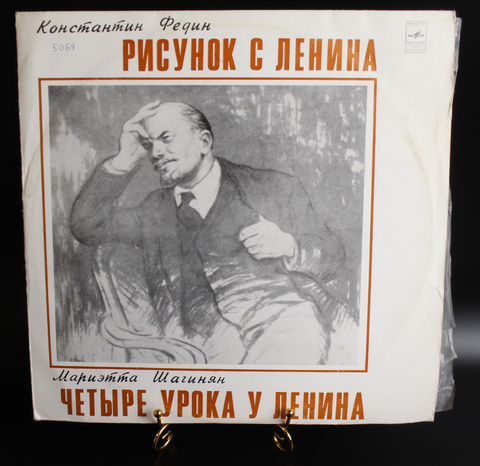 Константин Федин
5069
РИСУНОК С ЛЕНИНА
Мариэтта Шагинян
ЧЕТЫРЕ УРОКА У ЛЕНИНА